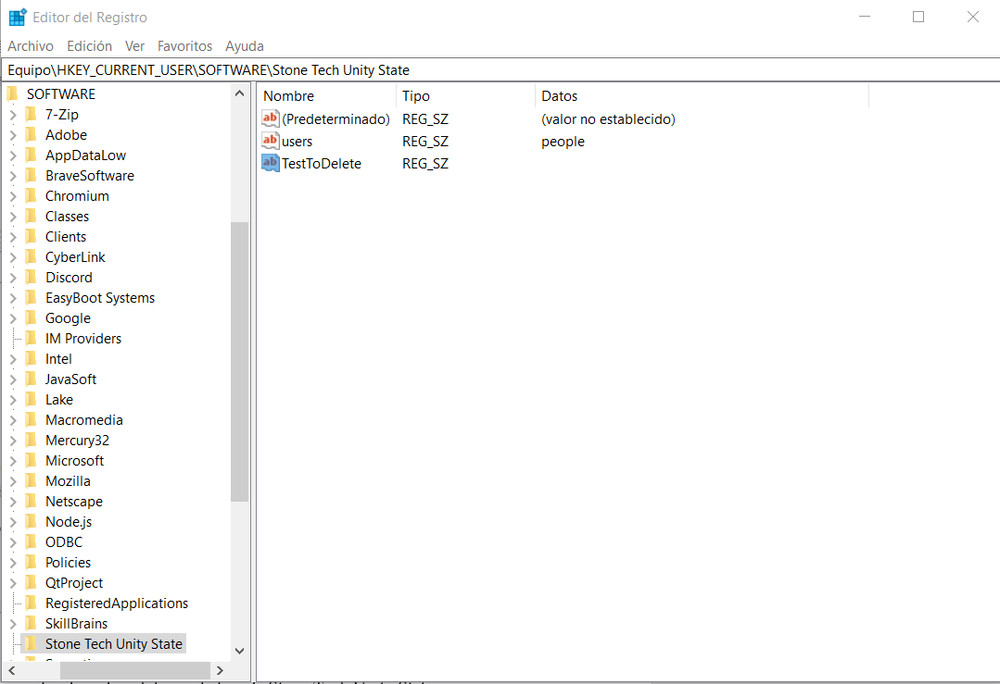 Editor del Registro
Archivo Edición Ver Favoritos Ayuda
Equipo\HKEY_CURRENT_USER\SOFTWARE\Stone Tech Unity State
SOFTWARE
7-Zip
Adobe
AppDataLow
BraveSoftware
Chromium
Classes
Clients
CyberLink
Discord
EasyBoot Systems
Google
IM Providers
Intel
JavaSoft
Lake
Macromedia
Mercury32
Microsoft
Mozilla
Netscape
Node.js
ODBC
Policies
QtProject
RegisteredApplications
SkillBrains
Stone Tech Unity State
Nombre Tipo Datos
ab (Predeterminado) REG_SZ (valor no establecido)
ab users REG_SZ people
ab TestToDelete REG_SZ